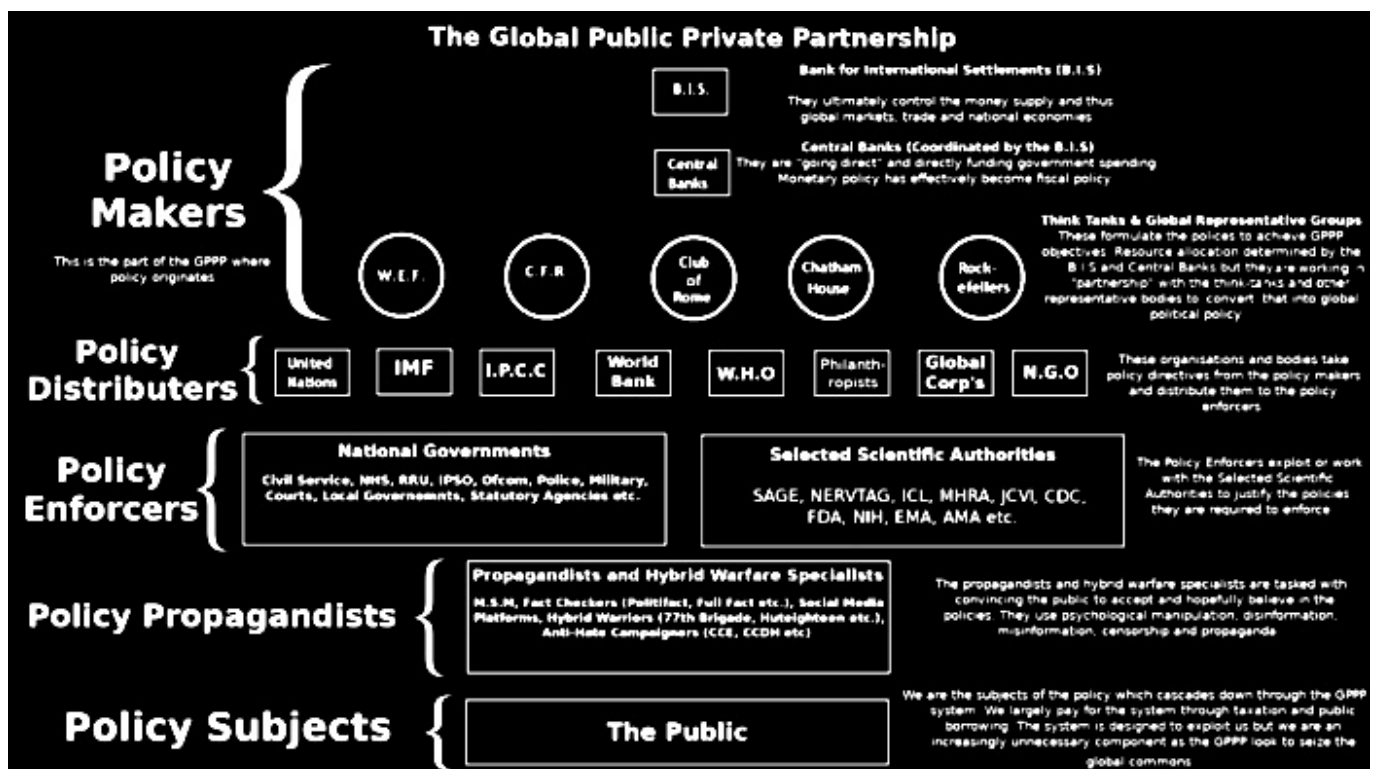 The Global Public Private Partnership
Policy
Makers
This is the part of the GPPP where
policy originates
B.I.S.
Bank for International Settlements (B.I.S)
They ultimately control the money supply and thus
global markets, trade and national economies
Central
Banks
Central Banks (Coordinated by the B.I.S)
They are "going direct" and directly funding government spending
Monetary policy has effectively become fiscal policy
W.E.F.
C.F.R
Club
of
Rome
Chatham
House
Rock-
efellers
Think Tanks & Global Representative Groups
These formulate the polices to achieve GPPP
objectives. Resource allocation determined by the
B I S and Central Banks but they are working in
"partnership" with the think-tanks and other
representative bodies to convert that into global
political policy
Policy
Distributers
United
Nations
IMF
I.P.C.C
World
Bank
W.H.O
Philanth-
ropists
Global
Corp's
N.G.O
These organisations and bodies take
policy directives from the policy makers
and distribute them to the policy
enforcers
Policy
Enforcers
National Governments
Civil Service, NHS, RRU, IPSO, Ofcom, Police, Military,
Courts, Local Governemnts, Statutory Agencies etc.
Selected Scientific Authorities
SAGE, NERVTAG, ICL, MHRA, JCVI, CDC,
FDA, NIH, EMA, AMA etc.
The Policy Enforcers exploit or work
with the Selected Scientific
Authorities to justify the policies
they are required to enforce
Policy Propagandists
Propagandists and Hybrid Warfare Specialists
M.S.M, Fact Checkers (Politifact, Full Fact etc.), Social Media
Platforms, Hybrid Warriors (77th Brigade, Huteighteen etc.),
Anti-Hate Campaigners (CCE, CCDH etc)
The propagandists and hybrid warfare specialists are tasked with
convincing the public to accept and hopefully believe in the
policies. They use psychological manipulation, disinformation,
misinformation, censorship and propaganda
Policy Subjects
The Public
We are the subjects of the policy which cascades down through the GPPP
system. We largely pay for the system through taxation and public
borrowing. The system is designed to exploit us but we are an
increasingly unnecessary component as the GPPP look to seize the
global commons